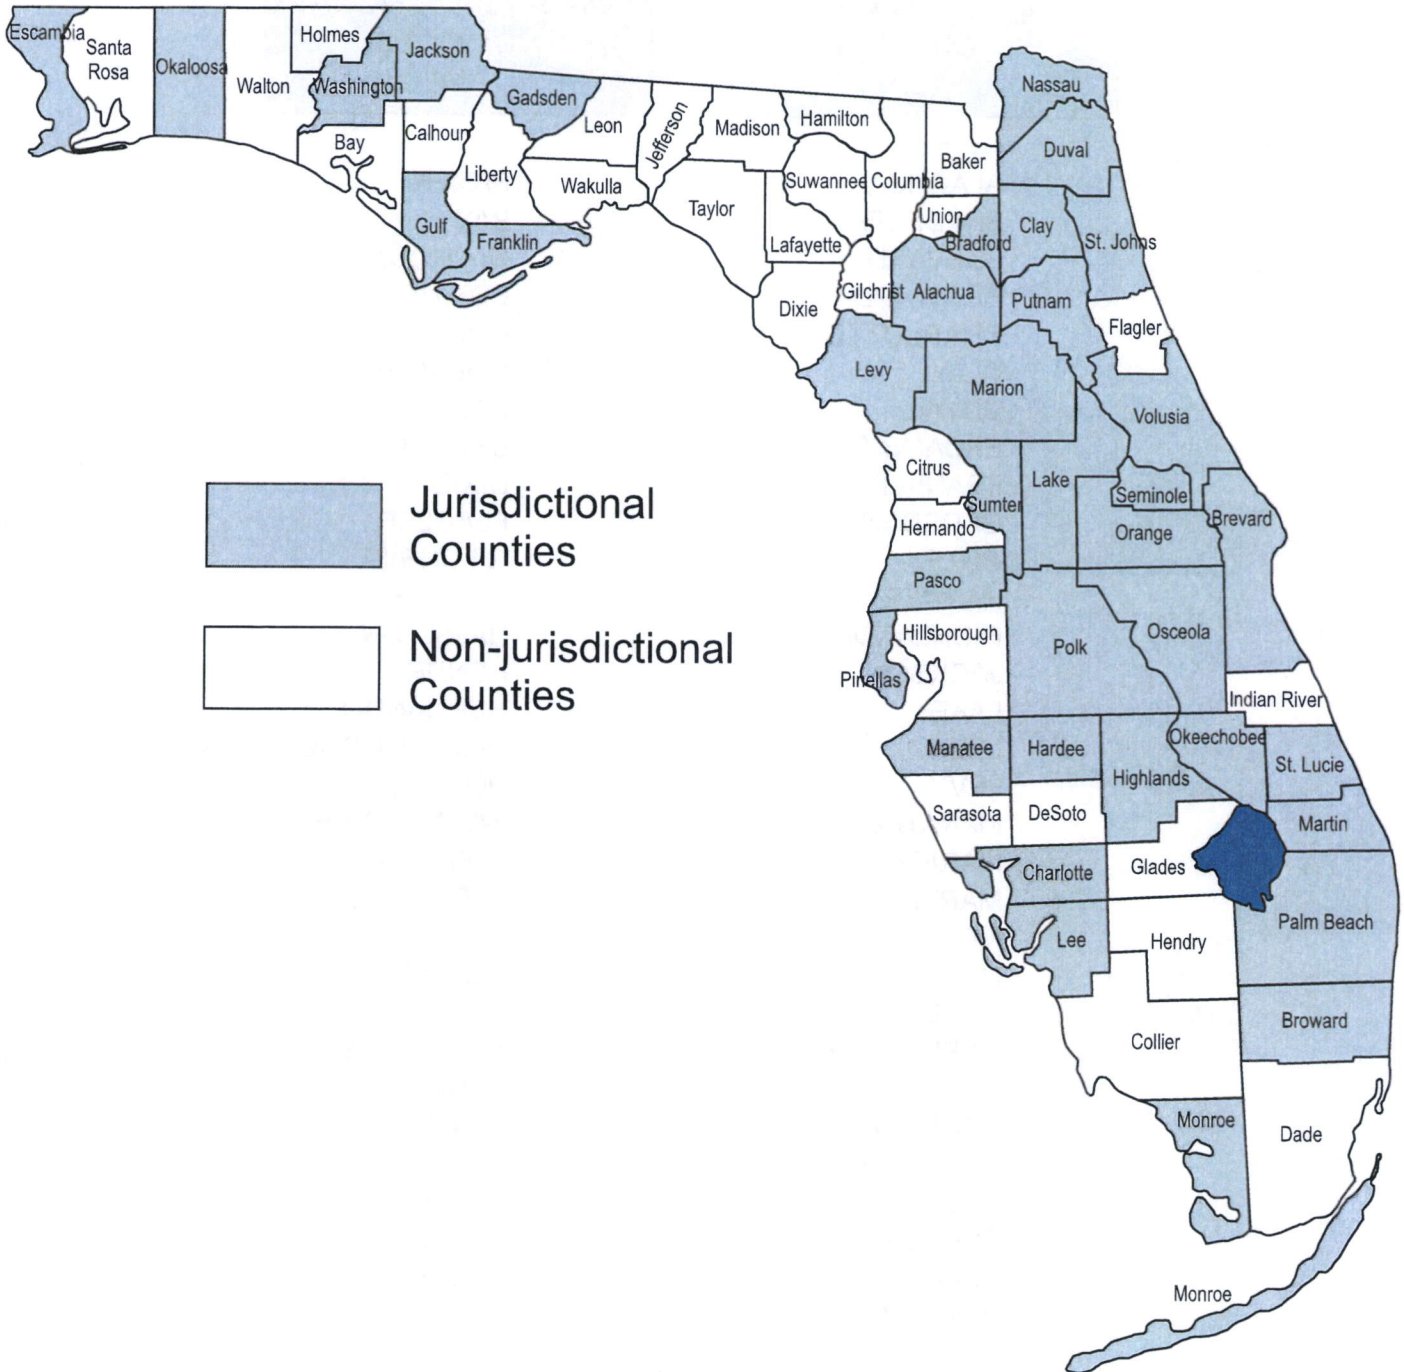 Escambia
Santa
Rosa
Okaloosa
Walton
Holmes
Washington
Jackson
Bay
Calhoun
Gulf
Liberty
Gadsden
Franklin
Leon
Wakulla
Jefferson
Madison
Taylor
Hamilton
Suwannee
Lafayette
Columbia
Dixie
Gilchrist
Baker
Union
Bradford
Alachua
Nassau
Duval
Clay
St. Johns
Putnam
Flagler
Levy
Marion
Volusia
Citrus
Sumter
Lake
Seminole
Orange
Brevard
Hernando
Pasco
Hillsborough
Pinellas
Polk
Osceola
Indian River
Manatee
Hardee
Highlands
Okeechobee
St. Lucie
Sarasota
DeSoto
Martin
Charlotte
Glades
Lee
Hendry
Palm Beach
Collier
Broward
Monroe
Dade
Monroe
Jurisdictional
Counties
Non-jurisdictional
Counties